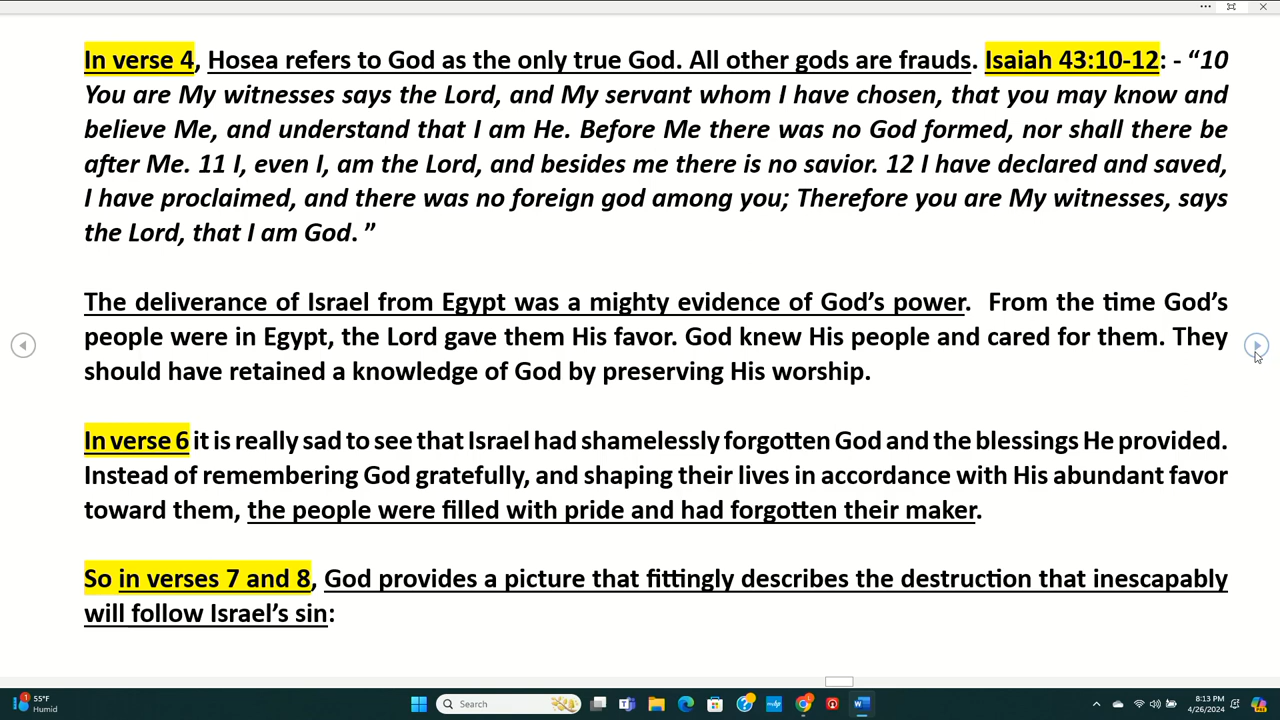 In verse 4, Hosea refers to God as the only true God. All other gods are frauds. Isaiah 43:10-12: - “10
You are My witnesses says the Lord, and My servant whom I have chosen, that you may know and
believe Me, and understand that I am He. Before Me there was no God formed, nor shall there be
after Me. 11 I, even I, am the Lord, and besides me there is no savior. 12 I have declared and saved,
I have proclaimed, and there was no foreign god among you; Therefore you are My witnesses, says
the Lord, that I am God. ”
The deliverance of Israel from Egypt was a mighty evidence of God’s power. From the time God’s
people were in Egypt, the Lord gave them His favor. God knew His people and cared for them. They
should have retained a knowledge of God by preserving His worship.
In verse 6 it is really sad to see that Israel had shamelessly forgotten God and the blessings He provided.
Instead of remembering God gratefully, and shaping their lives in accordance with His abundant favor
toward them, the people were filled with pride and had forgotten their maker.
So in verses 7 and 8, God provides a picture that fittingly describes the destruction that inescapably
will follow Israel’s sin:
1
55°F
Humid
Search
8:13 PM
4/26/2024